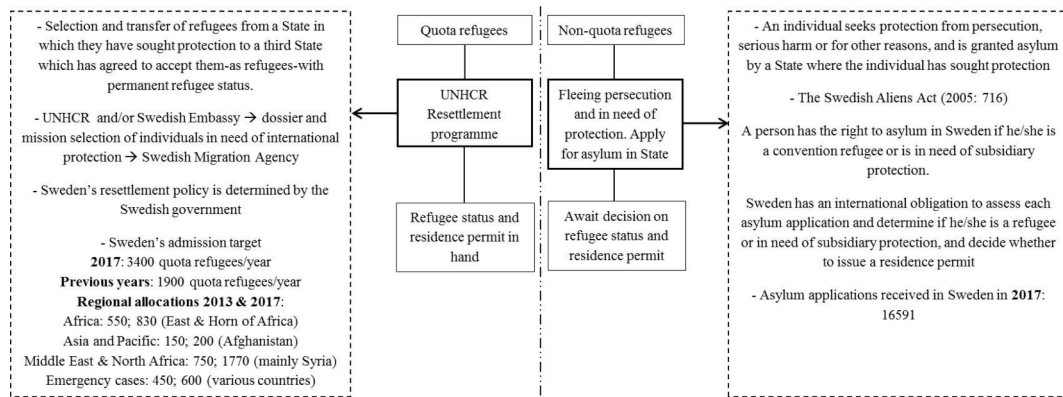 - Selection and transfer of refugees from a State in
which they have sought protection to a third State
which has agreed to accept them-as refugees-with
permanent refugee status.
- UNHCR and/or Swedish Embassy → dossier and
mission selection of individuals in need of international
protection → Swedish Migration Agency
- Sweden’s resettlement policy is determined by the
Swedish government
- Sweden’s admission target
2017: 3400 quota refugees/year
Previous years: 1900 quota refugees/year
Regional allocations 2013 & 2017:
Africa: 550; 830 (East & Horn of Africa)
Asia and Pacific: 150; 200 (Afghanistan)
Middle East & North Africa: 750; 1770 (mainly Syria)
Emergency cases: 450; 600 (various countries)
Quota refugees
UNHCR
Resettlement
programme
Refugee status and
residence permit in
hand
Non-quota refugees
Fleeing persecution
and in need of
protection. Apply
for asylum in State
Await decision on
refugee status and
residence permit
- An individual seeks protection from persecution,
serious harm or for other reasons, and is granted asylum
by a State where the individual has sought protection
- The Swedish Aliens Act (2005: 716)
A person has the right to asylum in Sweden if he/she is
a convention refugee or is in need of subsidiary
protection.
Sweden has an international obligation to assess each
asylum application and determine if he/she is a refugee
or in need of subsidiary protection, and decide whether
to issue a residence permit
- Asylum applications received in Sweden in 2017:
16591